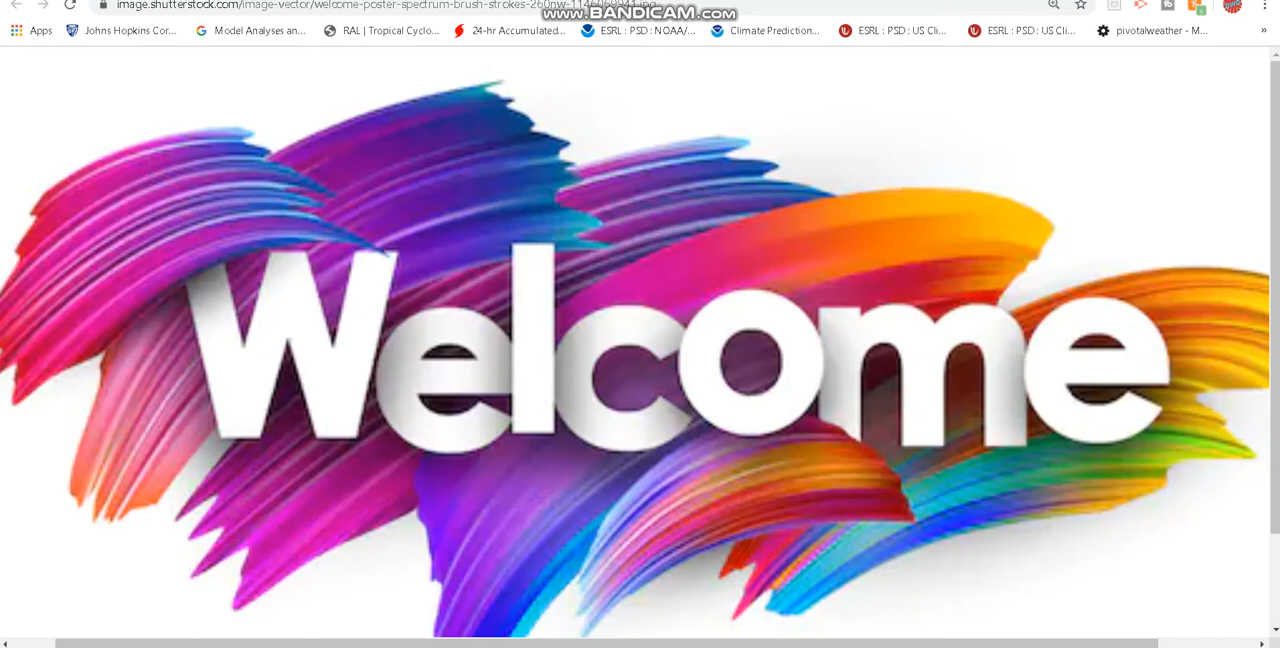 image.shutterstock.com/image-vector/welcome-poster-spectrum-brush-strokes-260nw-1146069941.jpg
www.BANDICAM.com
Apps Johns Hopkins Cor... Model Analyses an... RAL | Tropical Cyclo... 24-hr Accumulated... ESRL : PSD : NOAA/... Climate Prediction... ESRL : PSD : US Cli... ESRL : PSD : US Cli... pivotalweather - M... »
Welcome